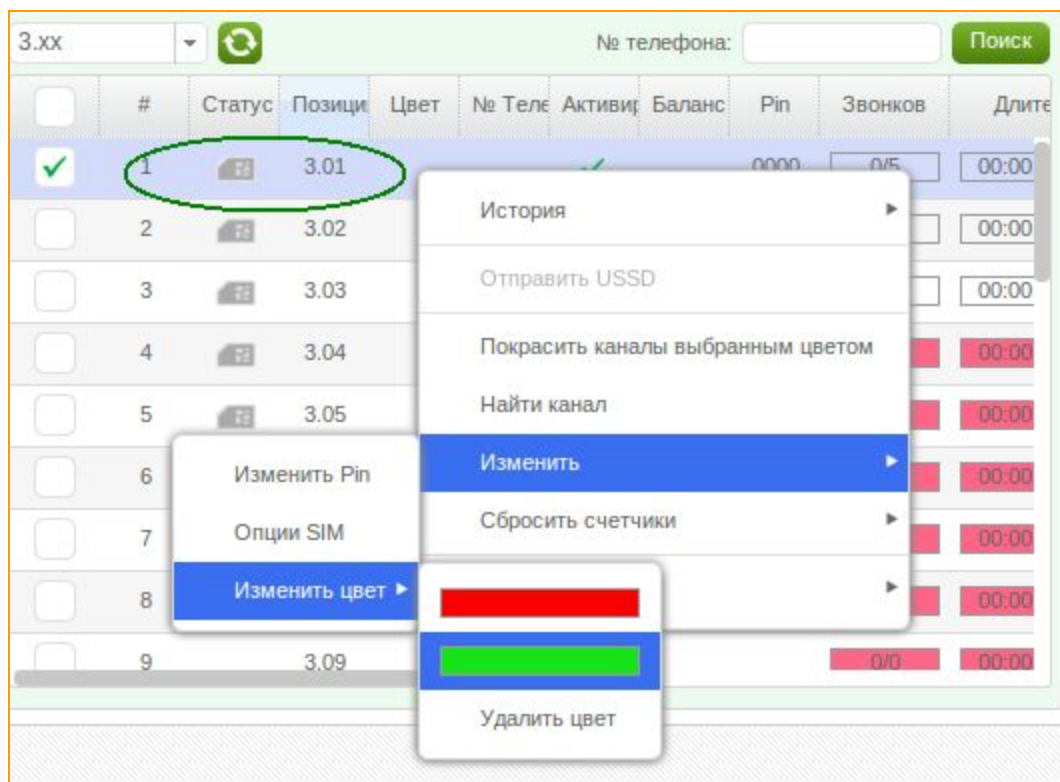 3.xx № телефона: Поиск
# Статус Позици Цвет № Теле Активир Баланс Pin Звонков Длите
1 3.01 0000 0/5 00:00
История
2 3.02 00:00
Отправить USSD
3 3.03 00:00
Покрасить каналы выбранным цветом
4 3.04 00:00
Найти канал
5 3.05 00:00
Изменить
6 Изменить Pin 00:00
Сбросить счетчики
7 Опции SIM 00:00
8 Изменить цвет 00:00
9 3.09 0/0 00:00
Удалить цвет